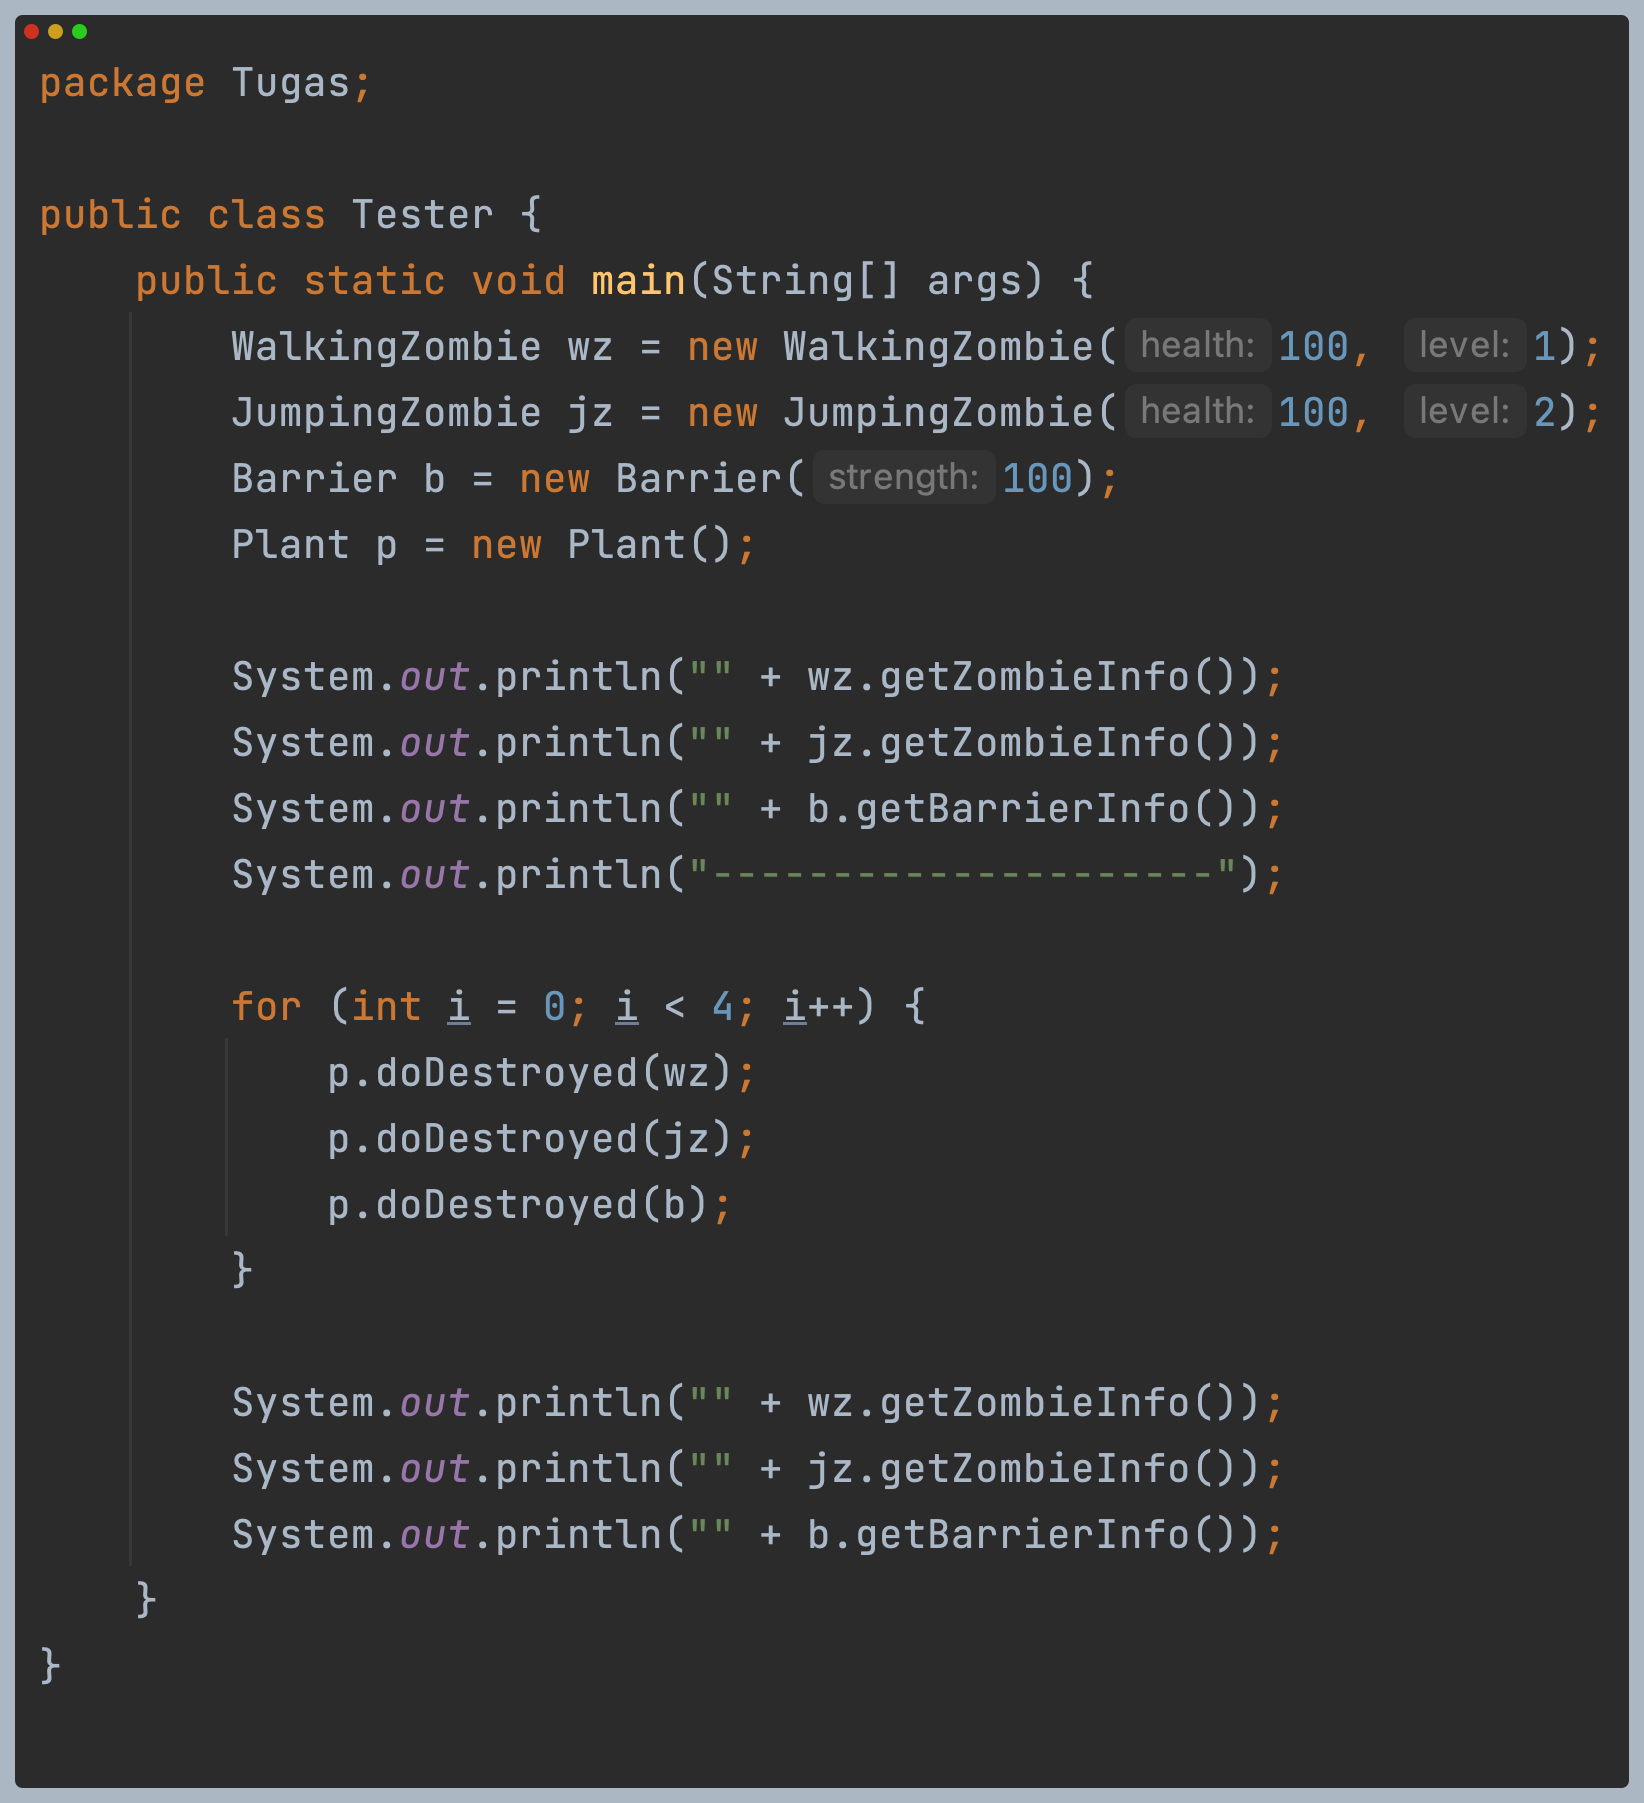 package Tugas;
public class Tester {
    public static void main(String[] args) {
        WalkingZombie wz = new WalkingZombie( health: 100, level: 1);
        JumpingZombie jz = new JumpingZombie( health: 100, level: 2);
        Barrier b = new Barrier( strength: 100);
        Plant p = new Plant();
        System.out.println("" + wz.getZombieInfo());
        System.out.println("" + jz.getZombieInfo());
        System.out.println("" + b.getBarrierInfo());
        System.out.println("---------------------");
        for (int i = 0; i < 4; i++) {
            p.doDestroyed(wz);
            p.doDestroyed(jz);
            p.doDestroyed(b);
        }
        System.out.println("" + wz.getZombieInfo());
        System.out.println("" + jz.getZombieInfo());
        System.out.println("" + b.getBarrierInfo());
    }
}